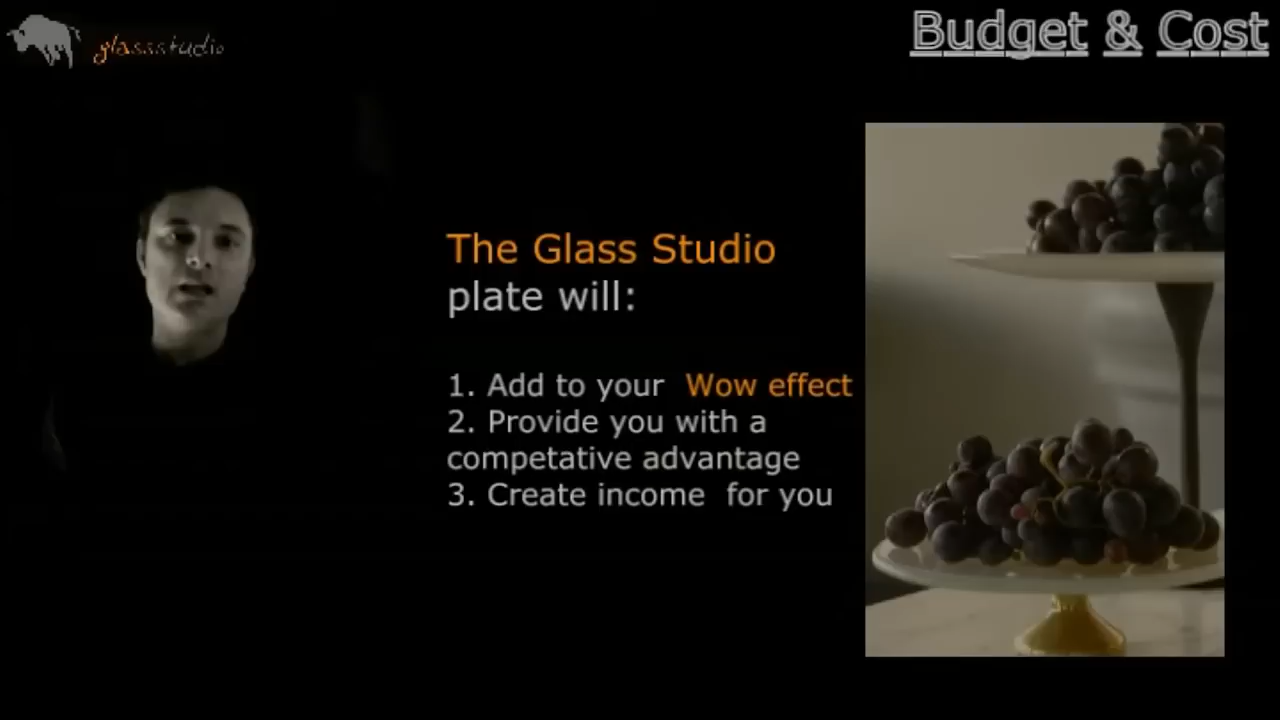 glassstudio
Budget & Cost
The Glass Studio
plate will:
1. Add to your Wow effect
2. Provide you with a
competative advantage
3. Create income for you